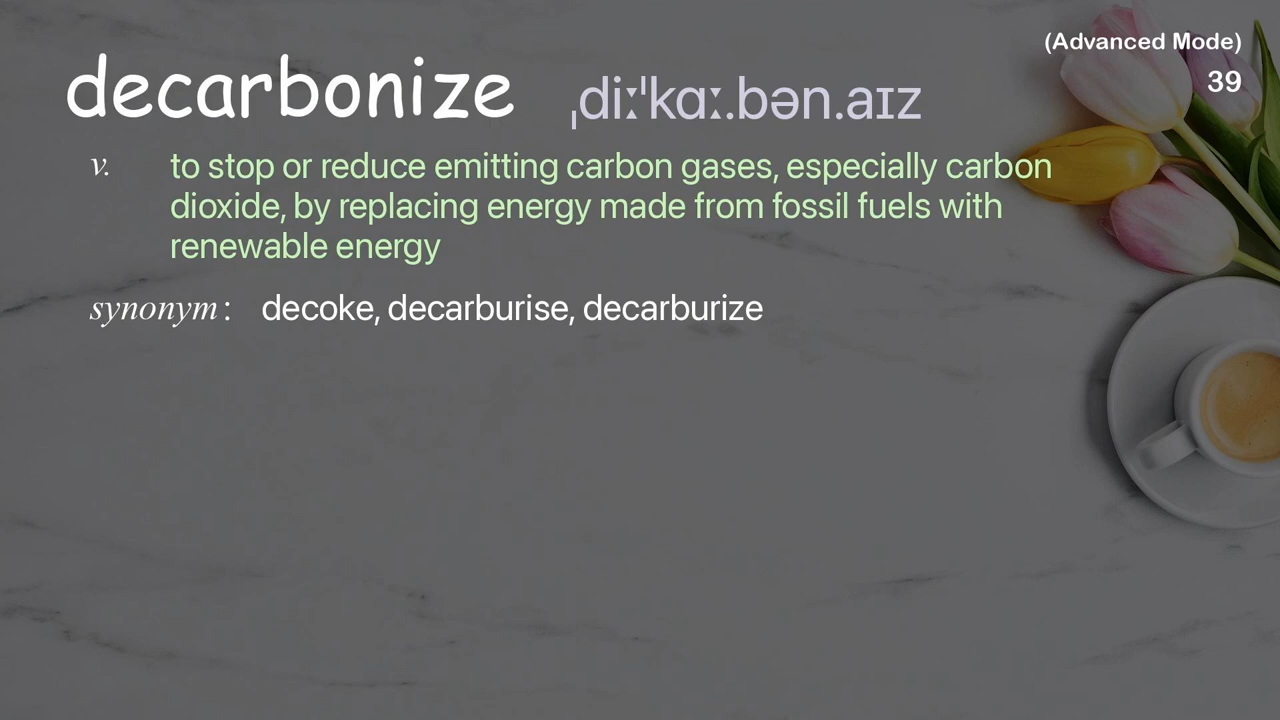 (Advanced Mode)
39
decarbonize ˌdiːˈkɑː.bən.aɪz
v. to stop or reduce emitting carbon gases, especially carbon
dioxide, by replacing energy made from fossil fuels with
renewable energy
synonym: decoke, decarburise, decarburize